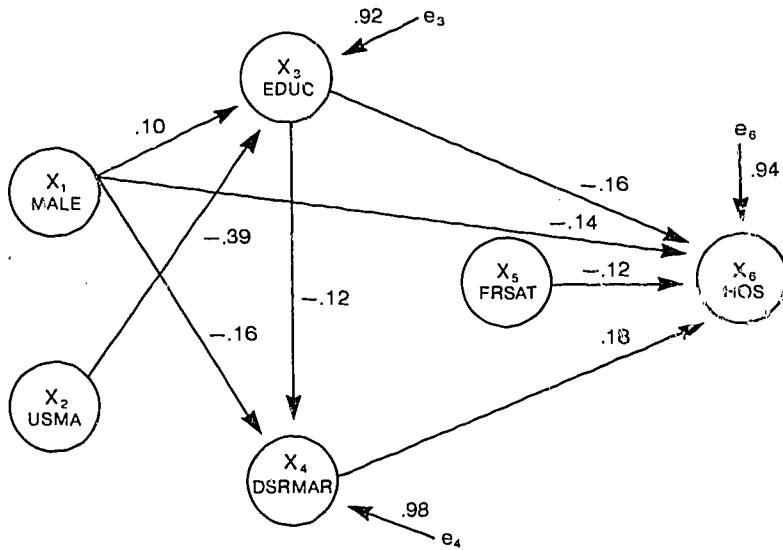 .92
e₃
X₃
EDUC
.10
e₆
X₁
MALE
-.16
.94
-.14
-.39
X₅
FRSAT
-.12
X₆
HOS
-.12
-.16
.18
X₂
USMA
X₄
DSRMAR
.98
e₄